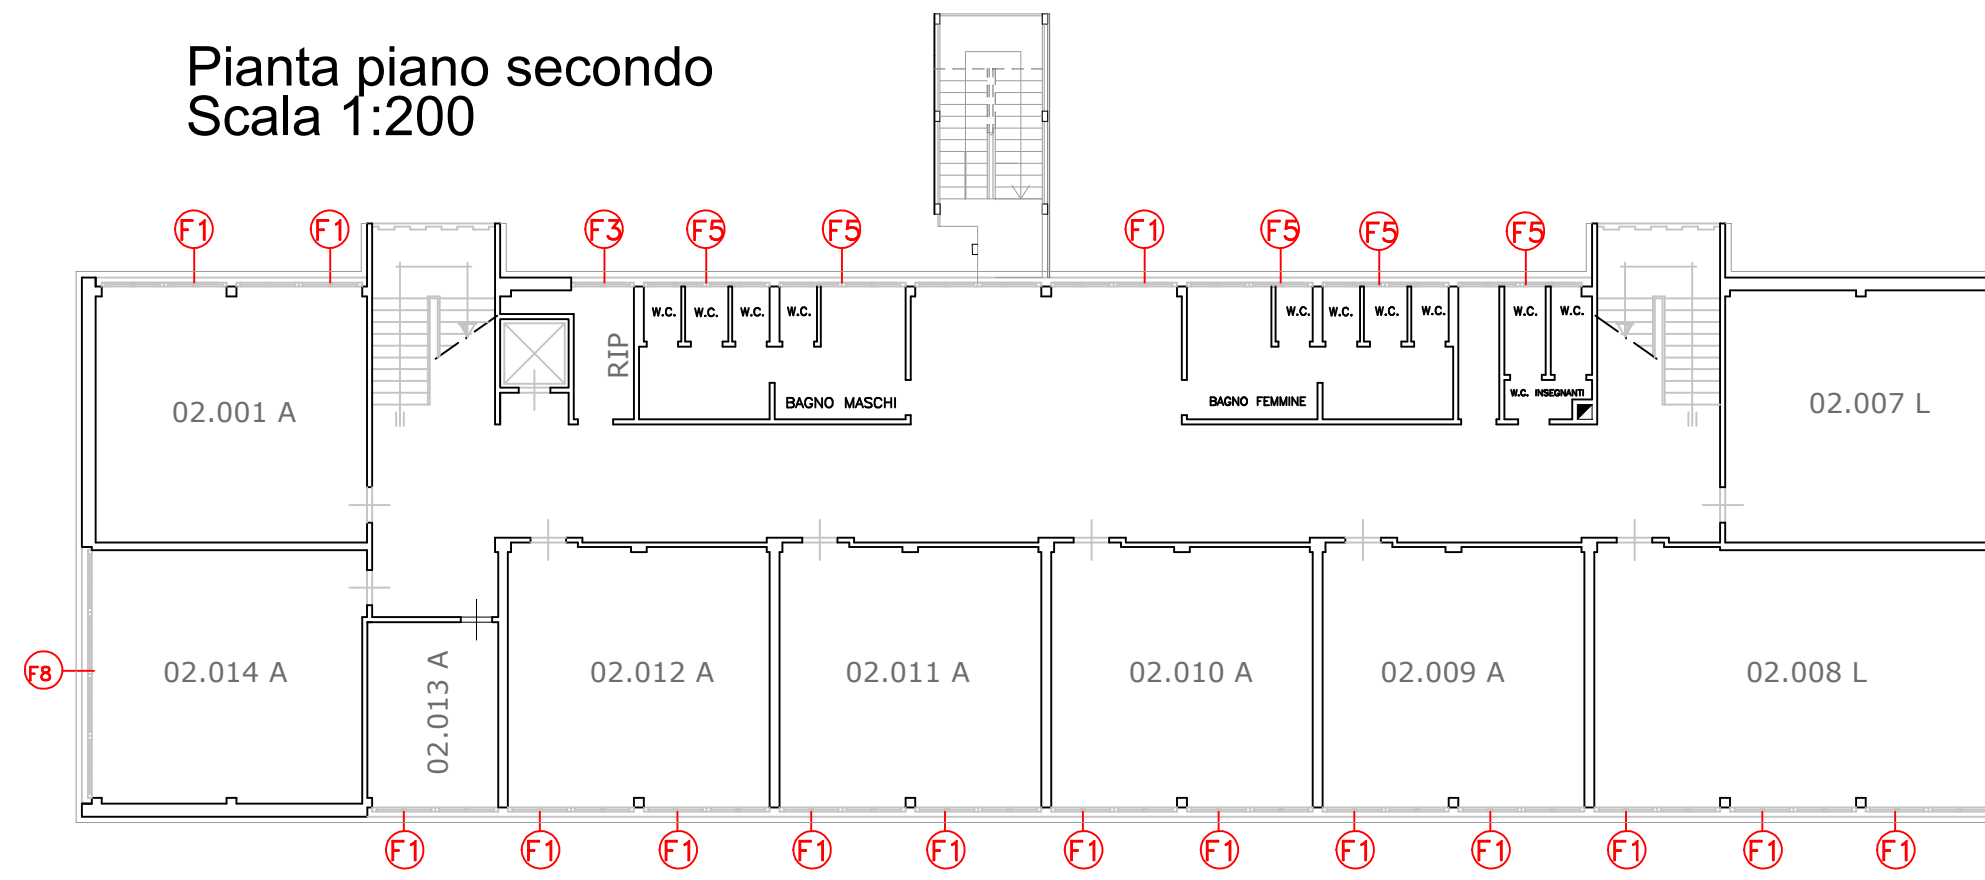 Pianta piano secondo
Scala 1:200
F1 F1 F3 F5 F5 F1 F5 F5 F5
W.C. W.C. W.C. W.C. W.C. W.C. W.C. W.C. W.C. W.C.
RIP
02.001 A
BAGNO MASCHI
BAGNO FEMMINE
W.C. INSEGNANTI
02.007 L
F8
02.014 A
02.013 A
02.012 A
02.011 A
02.010 A
02.009 A
02.008 L
F1 F1 F1 F1 F1 F1 F1 F1 F1 F1 F1 F1